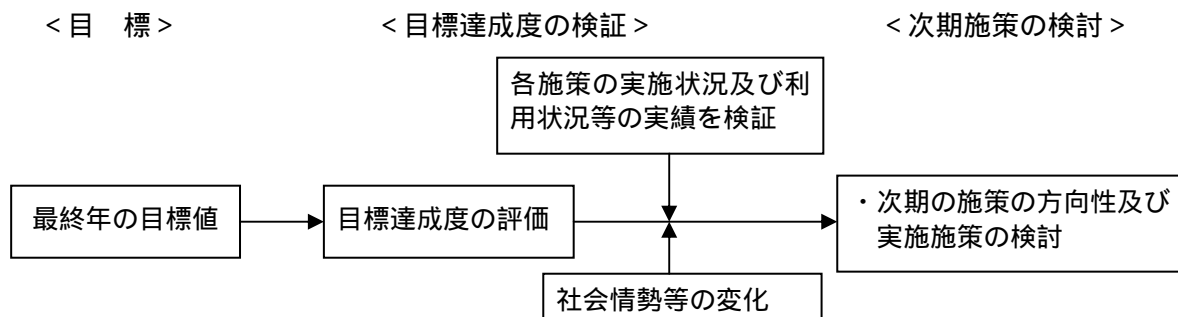 <目　標>
<目標達成度の検証>
<次期施策の検討>
各施策の実施状況及び利
用状況等の実績を検証
最終年の目標値
目標達成度の評価
・次期の施策の方向性及び
実施施策の検討
社会情勢等の変化